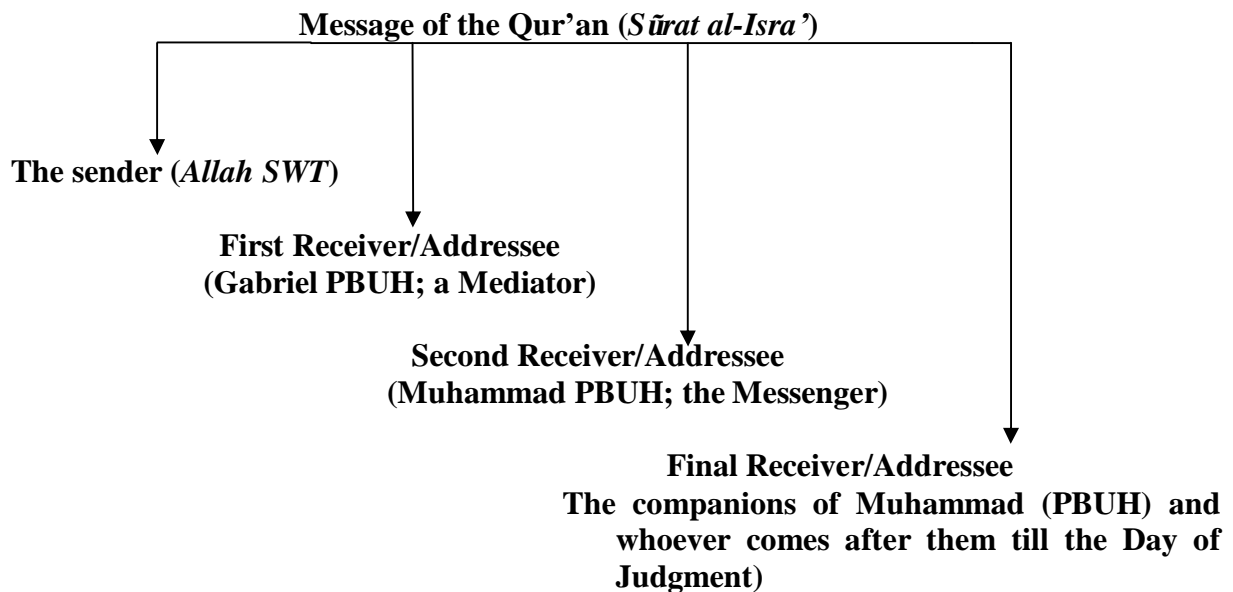 Message of the Qur’an (Sūrat al-Isra’)
The sender (Allah SWT)
First Receiver/Addressee
(Gabriel PBUH; a Mediator)
Second Receiver/Addressee
(Muhammad PBUH; the Messenger)
Final Receiver/Addressee
The companions of Muhammad (PBUH) and
whoever comes after them till the Day of
Judgment)